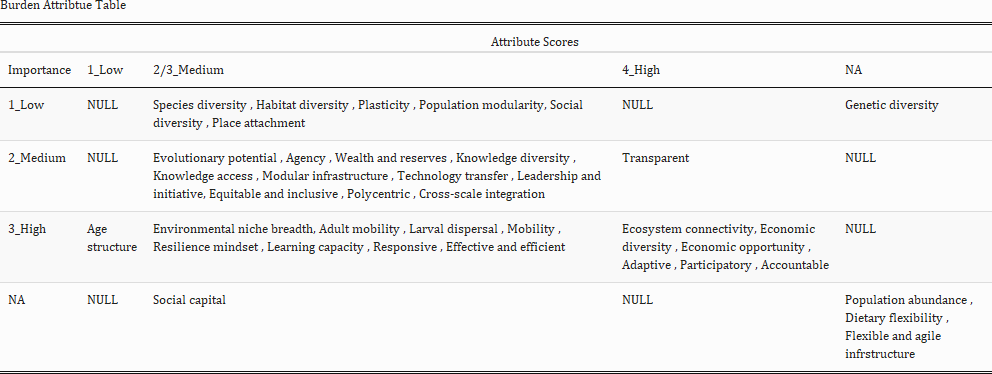 Burden Attribtue Table
Attribute Scores
Importance 1_Low 2/3_Medium 4_High NA
1_Low NULL Species diversity , Habitat diversity , Plasticity , Population modularity, Social NULL Genetic diversity
diversity , Place attachment
2_Medium NULL Evolutionary potential , Agency , Wealth and reserves , Knowledge diversity , Transparent NULL
Knowledge access , Modular infrastructure , Technology transfer , Leadership and
initiative, Equitable and inclusive , Polycentric , Cross-scale integration
3_High Age Environmental niche breadth, Adult mobility , Larval dispersal , Mobility , Ecosystem connectivity, Economic NULL
structure Resilience mindset , Learning capacity , Responsive , Effective and efficient diversity , Economic opportunity ,
Adaptive , Participatory , Accountable
NA NULL Social capital NULL Population abundance ,
Dietary flexibility ,
Flexible and agile
infrstructure